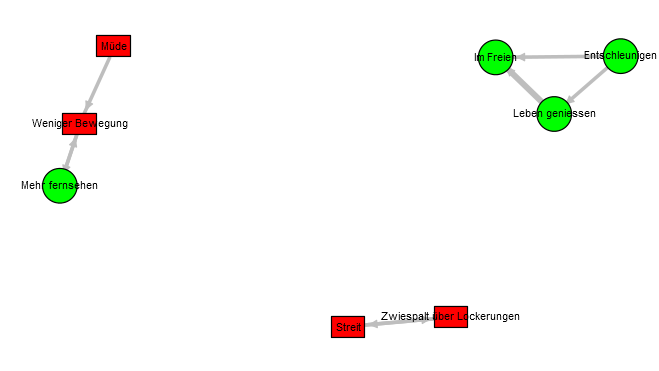 Müde
Im Freien
Entschleunigen
Leben geniessen
Weniger Bewegung
Mehr fernsehen
Zwiespalt über Lockerungen
Streit